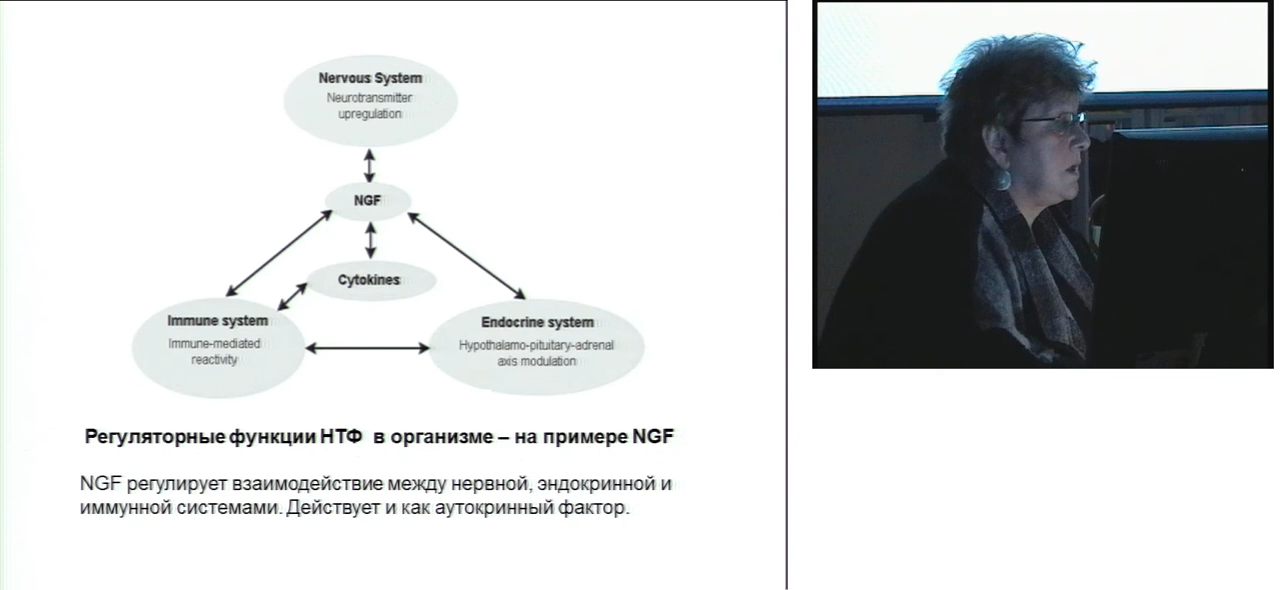 Nervous System
Neurotransmitter
upregulation
NGF
Cytokines
Immune system
Immune-mediated
reactivity
Endocrine system
Hypothalamo-pituitary-adrenal
axis modulation
Регуляторные функции НТФ в организме – на примере NGF
NGF регулирует взаимодействие между нервной, эндокринной и
иммунной системами. Действует и как аутокринный фактор.